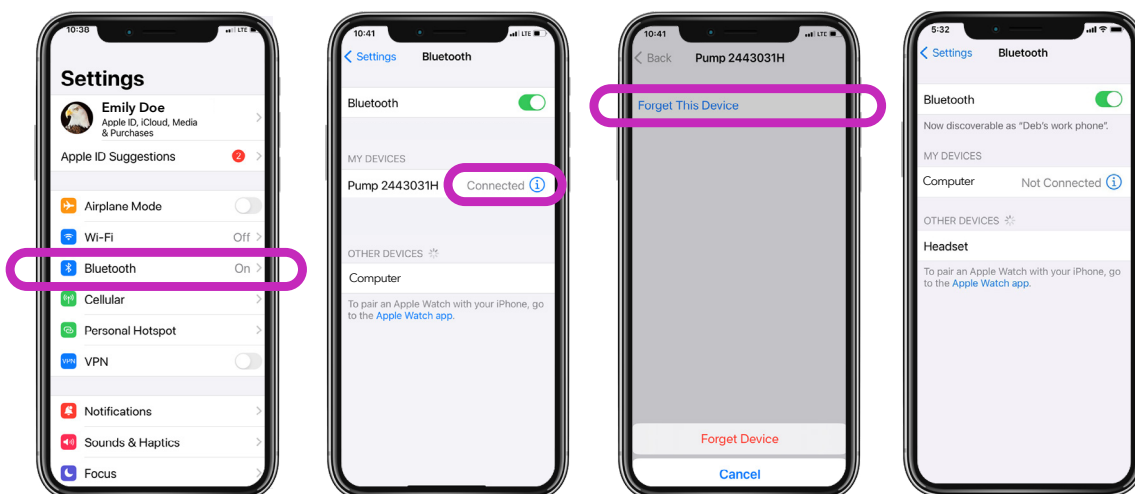 10:38
LTE
Settings
Emily Doe
Apple ID, iCloud, Media
& Purchases
Apple ID Suggestions 2
Airplane Mode
Wi-Fi Off
Bluetooth On
Cellular
Personal Hotspot
VPN VPN
Notifications
Sounds & Haptics
Focus
10:41 LTE
Settings Bluetooth
Bluetooth
MY DEVICES
Pump 2443031H Connected i
OTHER DEVICES
Computer
To pair an Apple Watch with your iPhone, go
to the Apple Watch app.
10:41 LTE
Back Pump 2443031H
Forget This Device
Forget Device
Cancel
5:32
Settings Bluetooth
Bluetooth
Now discoverable as “Deb's work phone”.
MY DEVICES
Computer Not Connected i
OTHER DEVICES
Headset
To pair an Apple Watch with your iPhone, go
to the Apple Watch app.